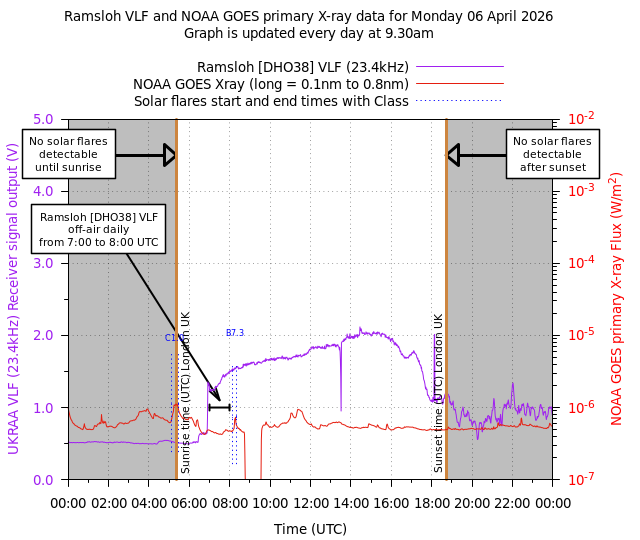 Ramsloh VLF and NOAA GOES primary X-ray data for Monday 06 April 2026
Graph is updated every day at 9.30am
Ramsloh [DHO38] VLF (23.4kHz)
NOAA GOES Xray (long = 0.1nm to 0.8nm)
Solar flares start and end times with Class
5.0
4.0
3.0
2.0
1.0
0.0
UKRAA VLF (23.4kHz) Receiver signal output (V)
No solar flares
detectable
until sunrise
No solar flares
detectable
after sunset
Ramsloh [DHO38] VLF
off-air daily
from 7:00 to 8:00 UTC
B7.3
Sunrise time (UTC) London UK
Sunset time (UTC) London UK
10-2
10-3
10-4
10-5
10-6
10-7
NOAA GOES primary X-ray Flux (W/m2)
00:00 02:00 04:00 06:00 08:00 10:00 12:00 14:00 16:00 18:00 20:00 22:00 00:00
Time (UTC)